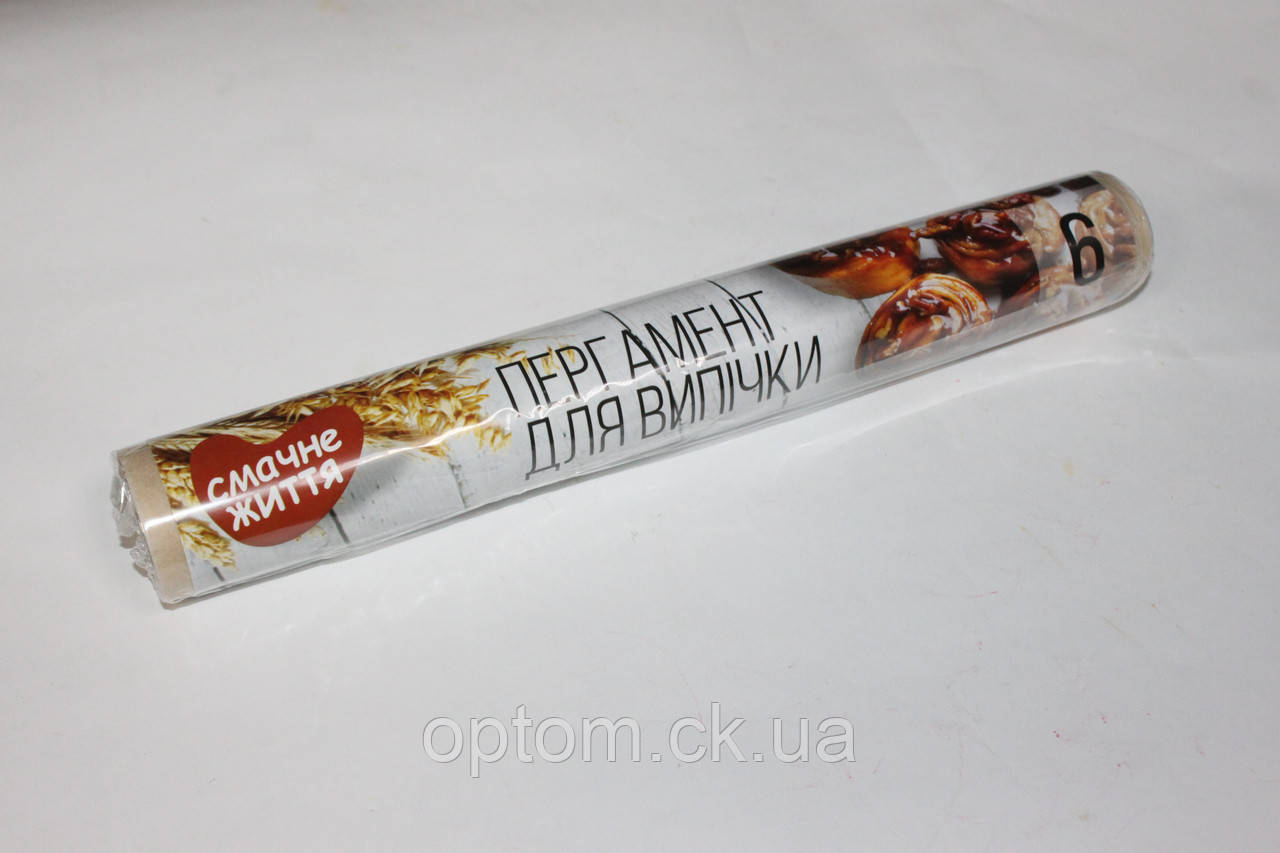 смачне
життя
ПЕРГАМЕНТ
ДЛЯ ВИПІЧКИ
6
optom.ck.ua